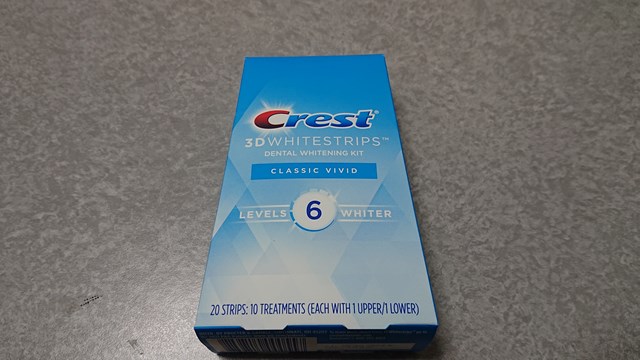 Crest®
3DWHITESTRIPS™
DENTAL WHITENING KIT
CLASSIC VIVID
LEVELS 6 WHITER
20 STRIPS: 10 TREATMENTS (EACH WITH 1 UPPER/1 LOWER)